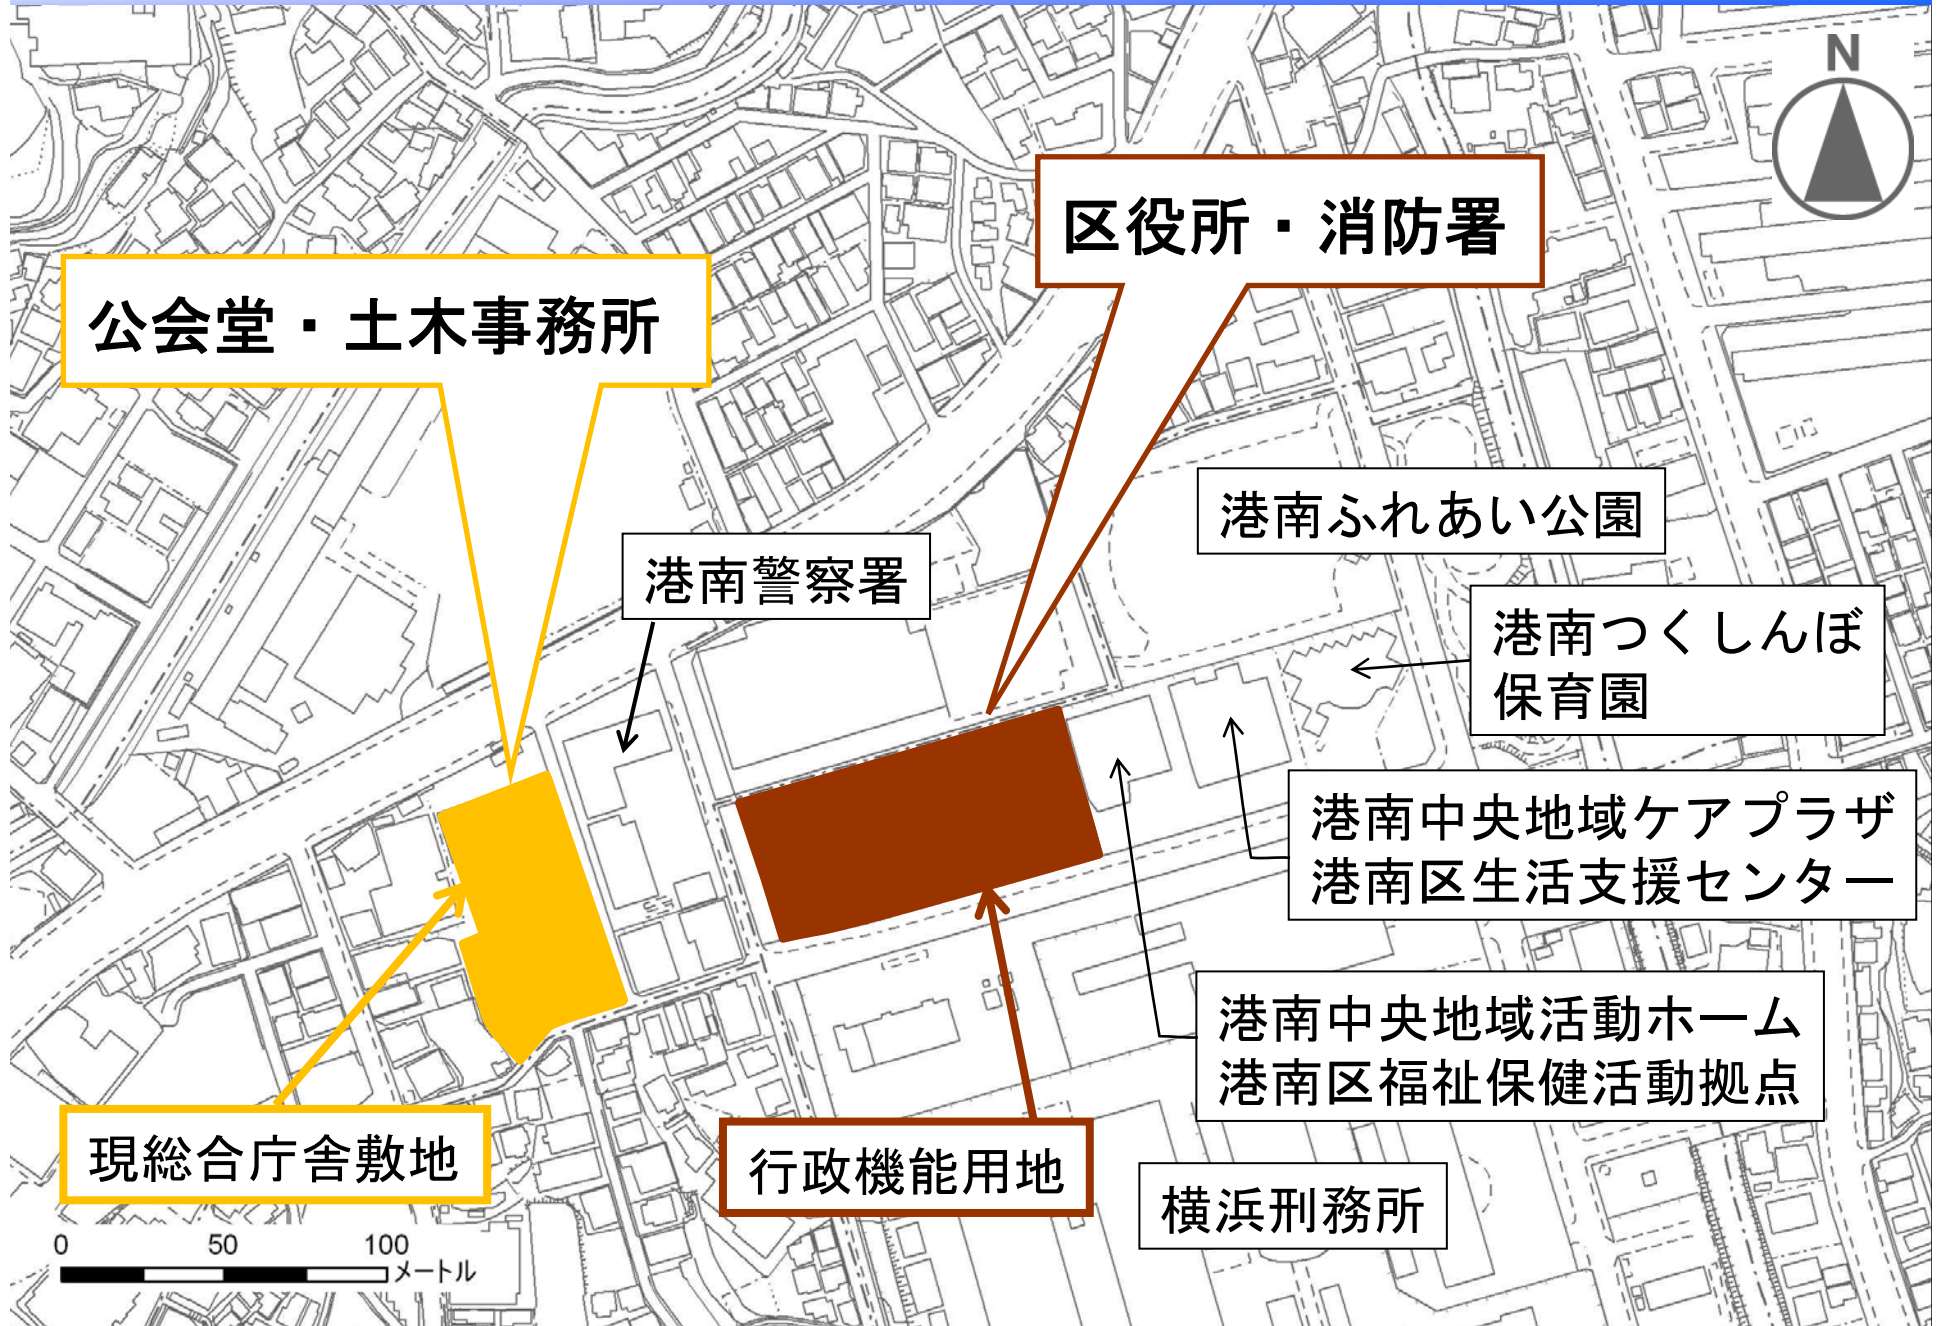 N
区役所・消防署
公会堂・土木事務所
港南ふれあい公園
港南警察署
港南つくしんぼ
保育園
港南中央地域ケアプラザ
港南区生活支援センター
港南中央地域活動ホーム
港南区福祉保健活動拠点
現総合庁舎敷地
行政機能用地
横浜刑務所
0 50 100
メートル